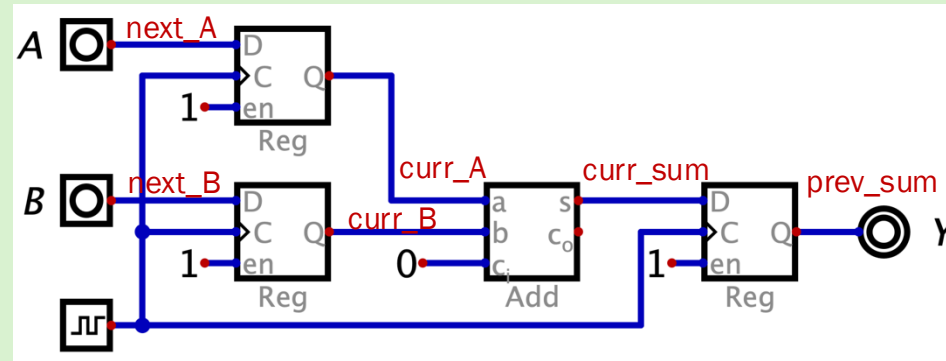 A
next_A
D
C
Q
1
en
Reg
B
next_B
D
C
Q
1
en
Reg
curr_A
curr_B
0
a
s
b
co
ci
Add
curr_sum
D
C
Q
1
en
Reg
prev_sum
Y